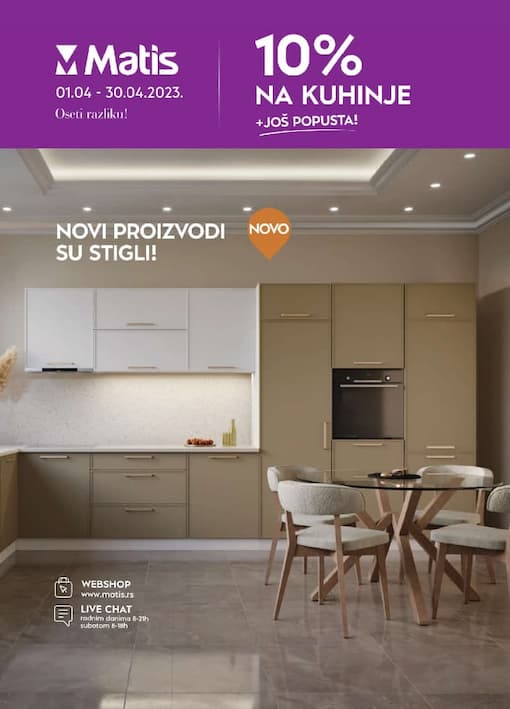 Matis
01.04 - 30.04.2023.
Oseti razliku!
10%
NA KUHINJE
+JOŠ POPUSTA!
NOVI PROIZVODI
SU STIGLI!
NOVO
WEBSHOP
www.matis.rs
LIVE CHAT
radnim danima 8-21h
subotom 8-18h